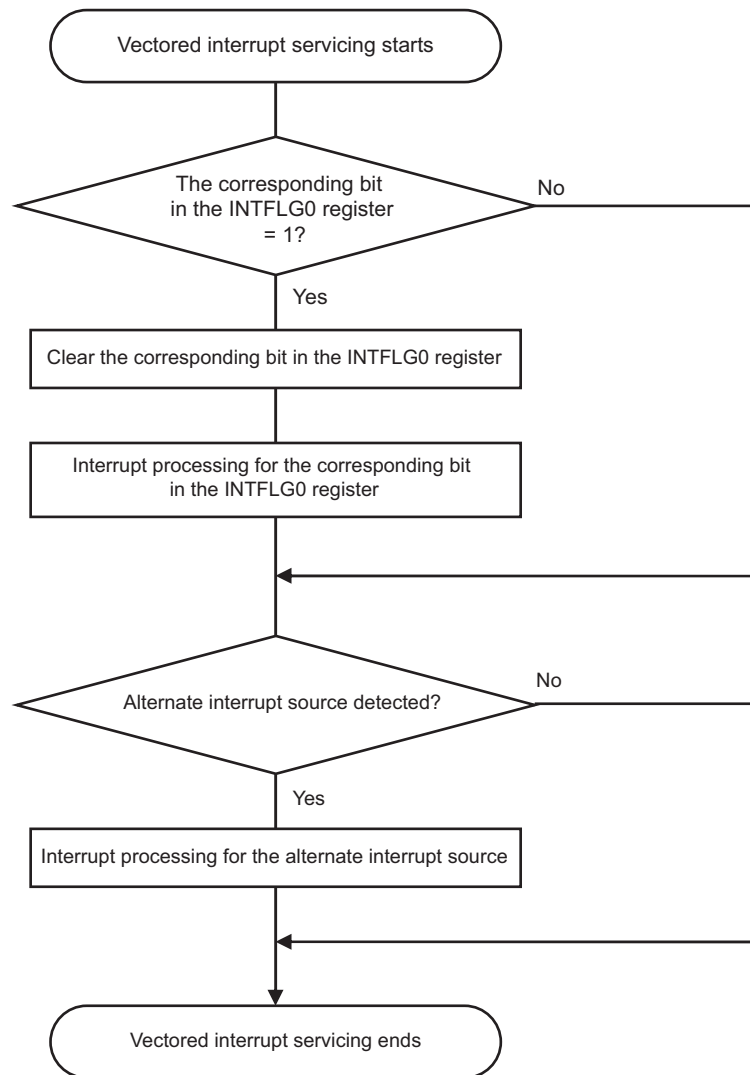 Vectored interrupt servicing starts
The corresponding bit
in the INTFLG0 register
= 1?
No
Yes
Clear the corresponding bit in the INTFLG0 register
Interrupt processing for the corresponding bit
in the INTFLG0 register
Alternate interrupt source detected?
No
Yes
Interrupt processing for the alternate interrupt source
Vectored interrupt servicing ends